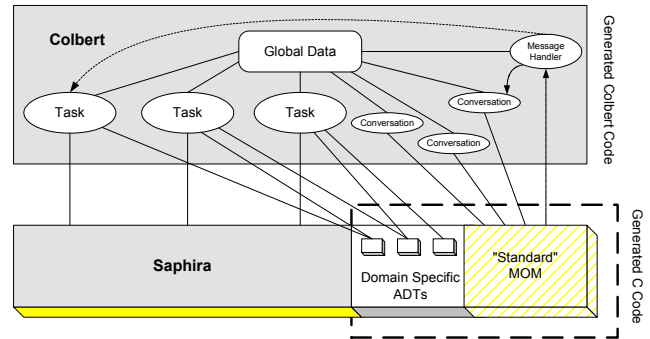 Colbert
Global Data
Message
Handler
Task
Task
Task
Conversation
Conversation
Conversation
Generated Colbert Code
Saphira
Domain Specific
ADTs
"Standard"
MOM
Generated C Code